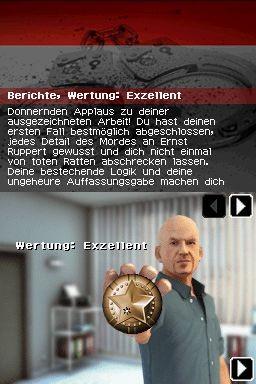 Berichte, Wertung: Exzellent
Donnernden Applaus zu deiner
ausgezeichneten Arbeit! Du hast deinen
ersten Fall bestmöglich abgeschlossen,
jedes Detail des Mordes an Ernst
Ruppert gewusst und dich nicht einmal
von toten Ratten abschrecken lassen.
Deine bestechende Logik und deine
ungeheure Auffassungsgabe machen dich
Wertung: Exzellent